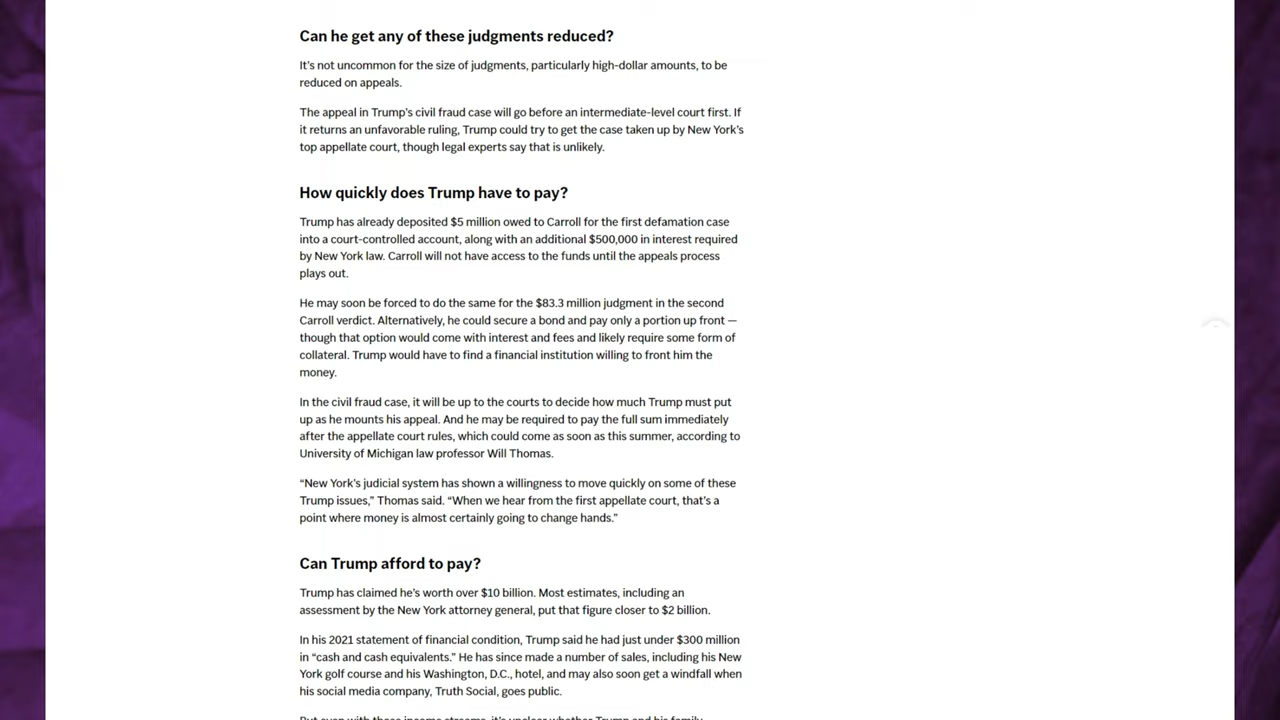 Can he get any of these judgments reduced?
It’s not uncommon for the size of judgments, particularly high-dollar amounts, to be
reduced on appeals.
The appeal in Trump’s civil fraud case will go before an intermediate-level court first. If
it returns an unfavorable ruling, Trump could try to get the case taken up by New York’s
top appellate court, though legal experts say that is unlikely.
How quickly does Trump have to pay?
Trump has already deposited $5 million owed to Carroll for the first defamation case
into a court-controlled account, along with an additional $500,000 in interest required
by New York law. Carroll will not have access to the funds until the appeals process
plays out.
He may soon be forced to do the same for the $83.3 million judgment in the second
Carroll verdict. Alternatively, he could secure a bond and pay only a portion up front —
though that option would come with interest and fees and likely require some form of
collateral. Trump would have to find a financial institution willing to front him the
money.
In the civil fraud case, it will be up to the courts to decide how much Trump must put
up as he mounts his appeal. And he may be required to pay the full sum immediately
after the appellate court rules, which could come as soon as this summer, according to
University of Michigan law professor Will Thomas.
“New York’s judicial system has shown a willingness to move quickly on some of these
Trump issues,” Thomas said. “When we hear from the first appellate court, that’s a
point where money is almost certainly going to change hands.”
Can Trump afford to pay?
Trump has claimed he’s worth over $10 billion. Most estimates, including an
assessment by the New York attorney general, put that figure closer to $2 billion.
In his 2021 statement of financial condition, Trump said he had just under $300 million
in “cash and cash equivalents.” He has since made a number of sales, including his New
York golf course and his Washington, D.C., hotel, and may also soon get a windfall when
his social media company, Truth Social, goes public.
But even with those income streams, it’s unclear whether Trump and his family